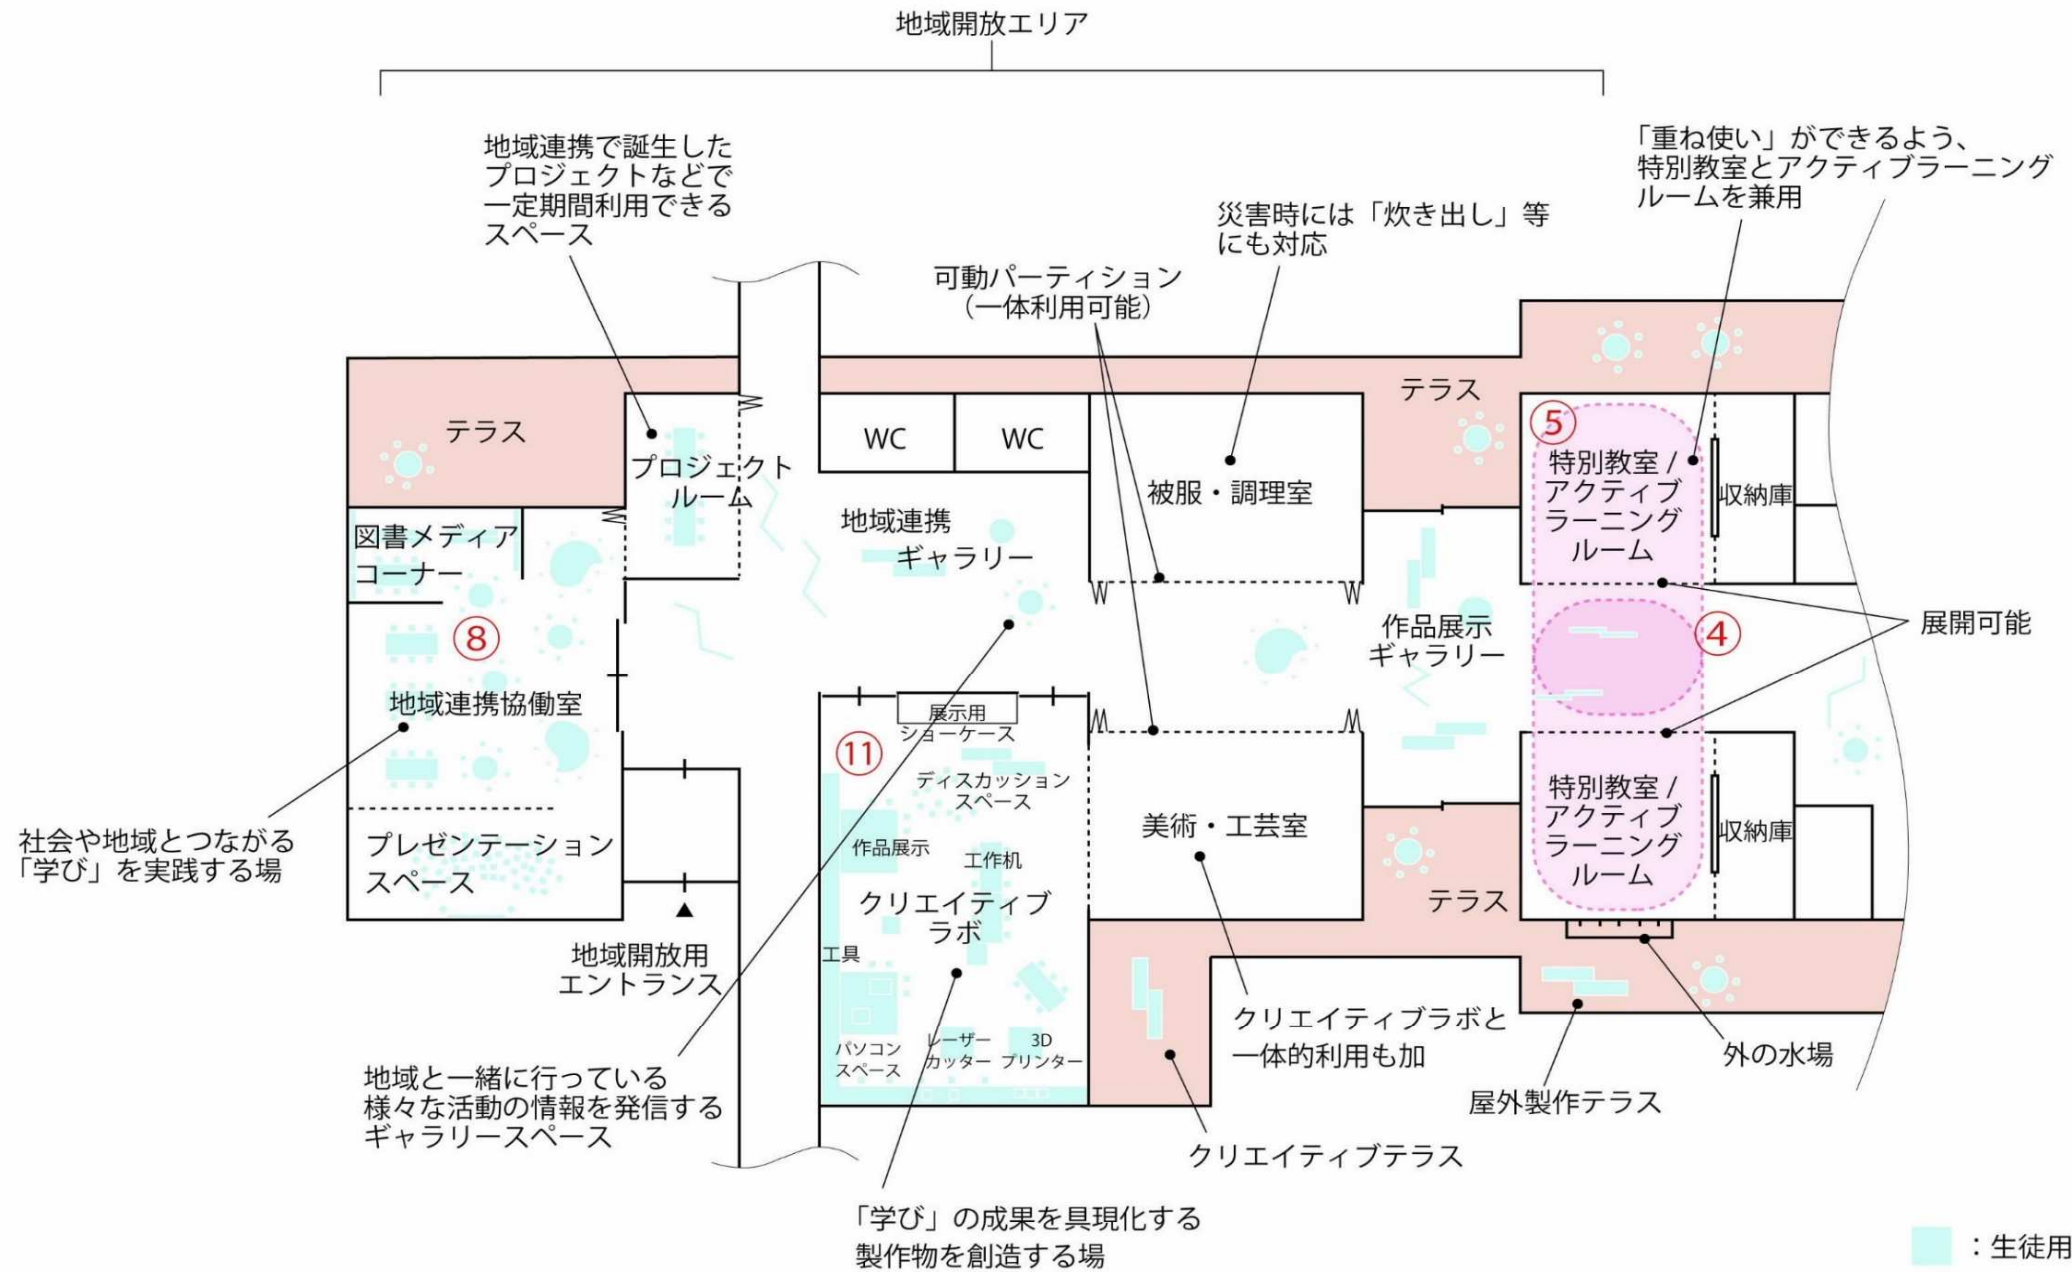 地域開放エリア
地域連携で誕生した
プロジェクトなどで
一定期間利用できる
スペース
「重ね使い」ができるよう、
特別教室とアクティブラーニング
ルームを兼用
災害時には「炊き出し」等
にも対応
可動パーティション
（一体利用可能）
テラス
テラス
WC
WC
プロジェクト
ルーム
被服・調理室
⑤
特別教室 /
アクティブ
ラーニング
ルーム
収納庫
図書メディア
コーナー
地域連携
ギャラリー
⑧
作品展示
ギャラリー
④
展開可能
地域連携協働室
展示用
ショーケース
⑪
ディスカッション
スペース
社会や地域とつながる
「学び」を実践する場
プレゼンテーション
スペース
作品展示
工作机
美術・工芸室
特別教室 /
アクティブ
ラーニング
ルーム
収納庫
クリエイティブ
ラボ
テラス
工具
地域開放用
エントランス
パソコン
スペース
レーザー
カッター
3D
プリンター
クリエイティブラボと
一体的利用も加
外の水場
屋外製作テラス
地域と一緒に行っている
様々な活動の情報を発信する
ギャラリースペース
クリエイティブテラス
「学び」の成果を具現化する
製作物を創造する場
：生徒用